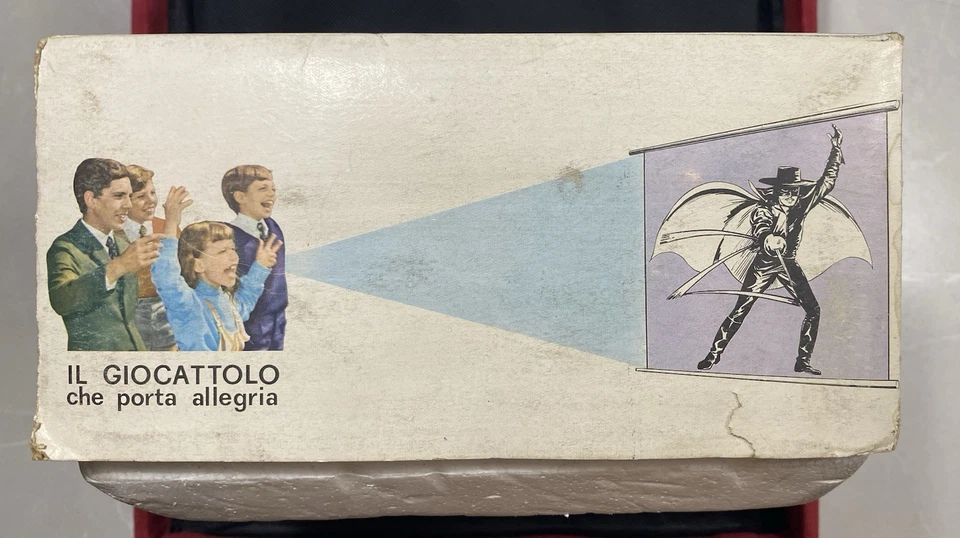 IL GIOCATTOLO
che porta allegria